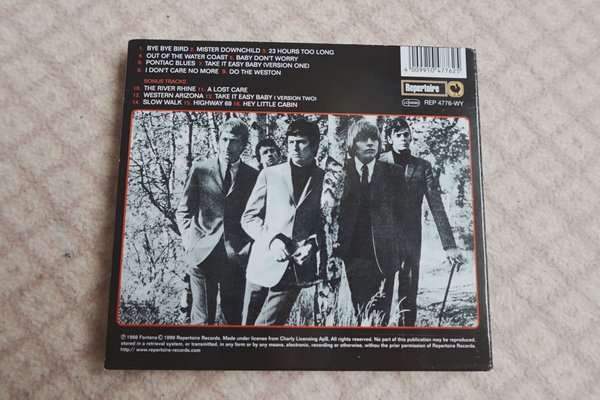 1. BYE BYE BIRD 2. MISTER DOWNCHILD 3. 23 HOURS TOO LONG
4. OUT OF THE WATER COAST 5. BABY DON'T WORRY
6. PONTIAC BLUES 7. TAKE IT EASY BABY (VERSION ONE)
8. I DON'T CARE NO MORE 9. DO THE WESTON
BONUS TRACKS
10. THE RIVER RHINE 11. A LOST CARE
12. WESTERN ARIZONA 13. TAKE IT EASY BABY ( VERSION TWO)
14. SLOW WALK 15. HIGHWAY 69 16. HEY LITTLE CABIN
4 009910 477625
Repertoire
REP 4776-WY
℗ 1966 Fontana © 1999 Repertoire Records. Made under license from Charly Licensing ApS. All rights reserved. No part of this publication may be reproduced,
stored in a retrieval system, or transmitted, in any form or by any means, electronic, recording or otherwise, withou the prior permission of Repertoire Records.
http://www.repertoire-records.com